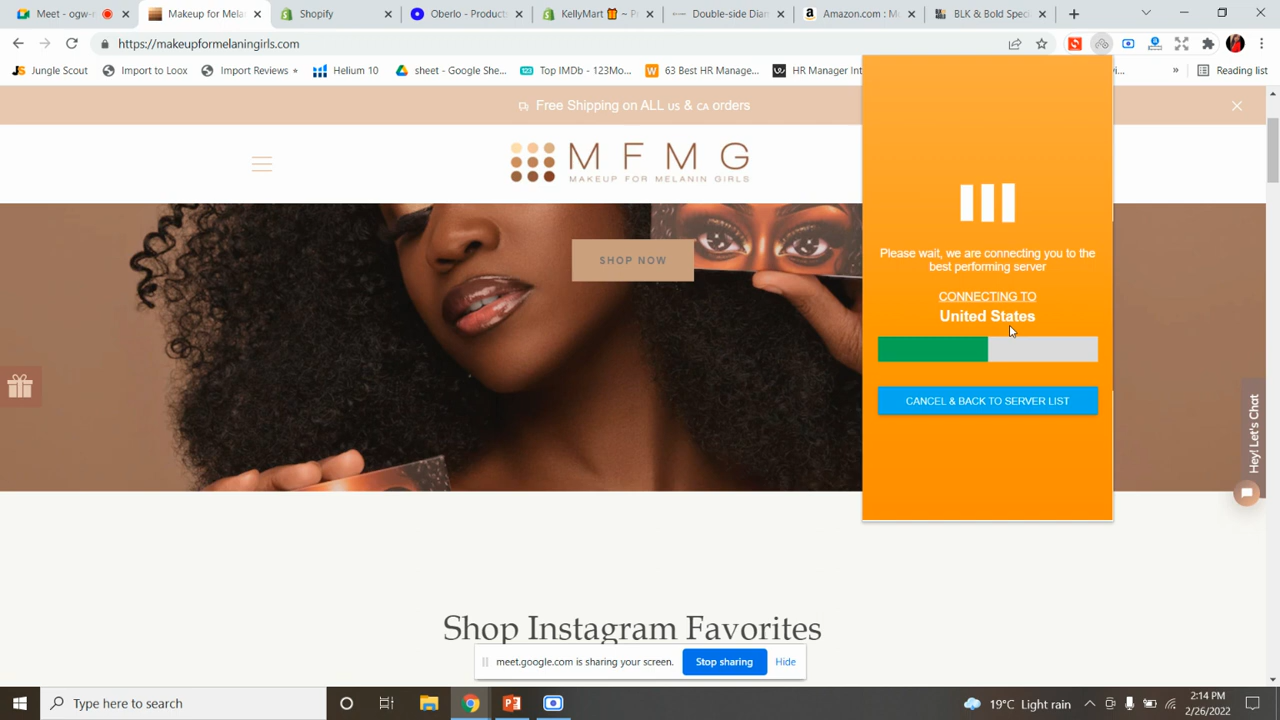 Meet - ogw-
Makeup for Mela
Shopify
Oberlo - Product
KellyMart
Double-side Dia
Amazon.com : M
BLK & Bold Spec
https://makeupformelaningirls.com
Jungle Scout
Import to Loox
Import Reviews
Helium 10
sheet - Google She...
Top IMDb - 123Mo...
63 Best HR Manage...
HR Manager Int
Reading list
Free Shipping on ALL US & CA orders
MFMG
MAKEUP FOR MELANIN GIRLS
SHOP NOW
Please wait, we are connecting you to the
best performing server
CONNECTING TO
United States
CANCEL & BACK TO SERVER LIST
Hey! Let's Chat
Shop Instagram Favorites
meet.google.com is sharing your screen.
Stop sharing
Hide
Type here to search
19°C Light rain
2:14 PM
2/26/2022